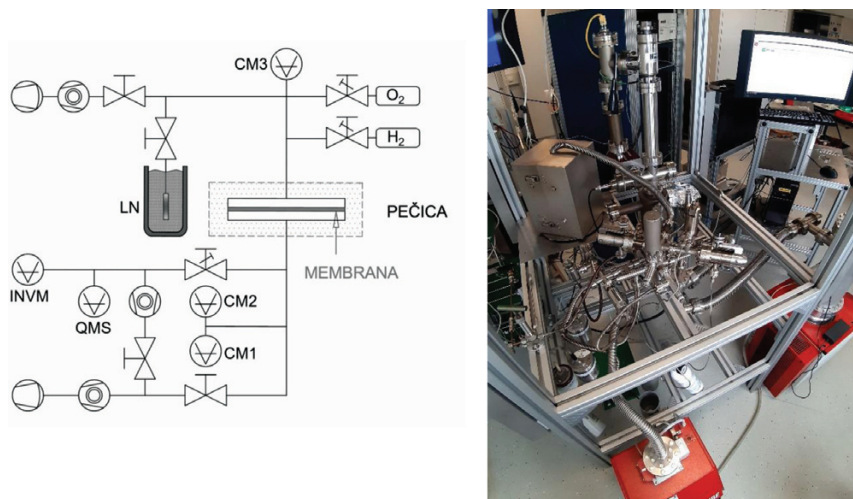 CM3
O₂
H₂
LN
PEČICA
MEMBRANA
INVM
QMS
CM2
CM1